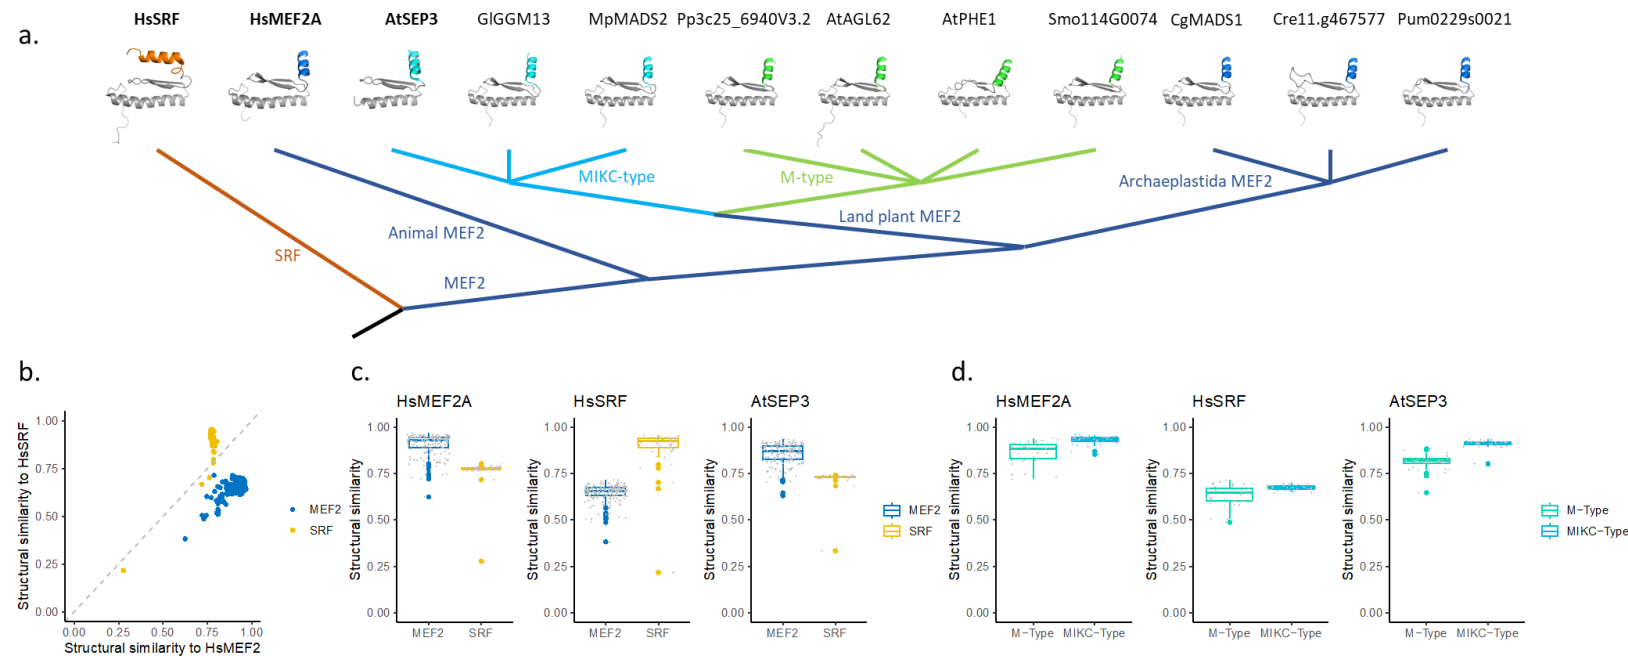 a.
HsSRF HsMEF2A AtSEP3 GlGGM13 MpMADS2 Pp3c25_6940V3.2 AtAGL62 AtPHE1 Smo114G0074 CgMADS1 Cre11.g467577 Pum0229s0021
MIKC-type M-type Archaeplastida MEF2
Land plant MEF2
Animal MEF2
SRF
MEF2
b.
Structural similarity to HsSRF
1.00
0.75
0.50
0.25
0.00
0.00 0.25 0.50 0.75 1.00
Structural similarity to HsMEF2
MEF2
SRF
c.
HsMEF2A
Structural similarity
1.00
0.75
0.50
0.25
0.00
MEF2 SRF
HsSRF
Structural similarity
1.00
0.75
0.50
0.25
0.00
MEF2 SRF
AtSEP3
Structural similarity
1.00
0.75
0.50
0.25
0.00
MEF2 SRF
MEF2
SRF
d.
HsMEF2A
Structural similarity
1.00
0.75
0.50
0.25
0.00
M-Type MIKC-Type
HsSRF
Structural similarity
1.00
0.75
0.50
0.25
0.00
M-Type MIKC-Type
AtSEP3
Structural similarity
1.00
0.75
0.50
0.25
0.00
M-Type MIKC-Type
M-Type
MIKC-Type